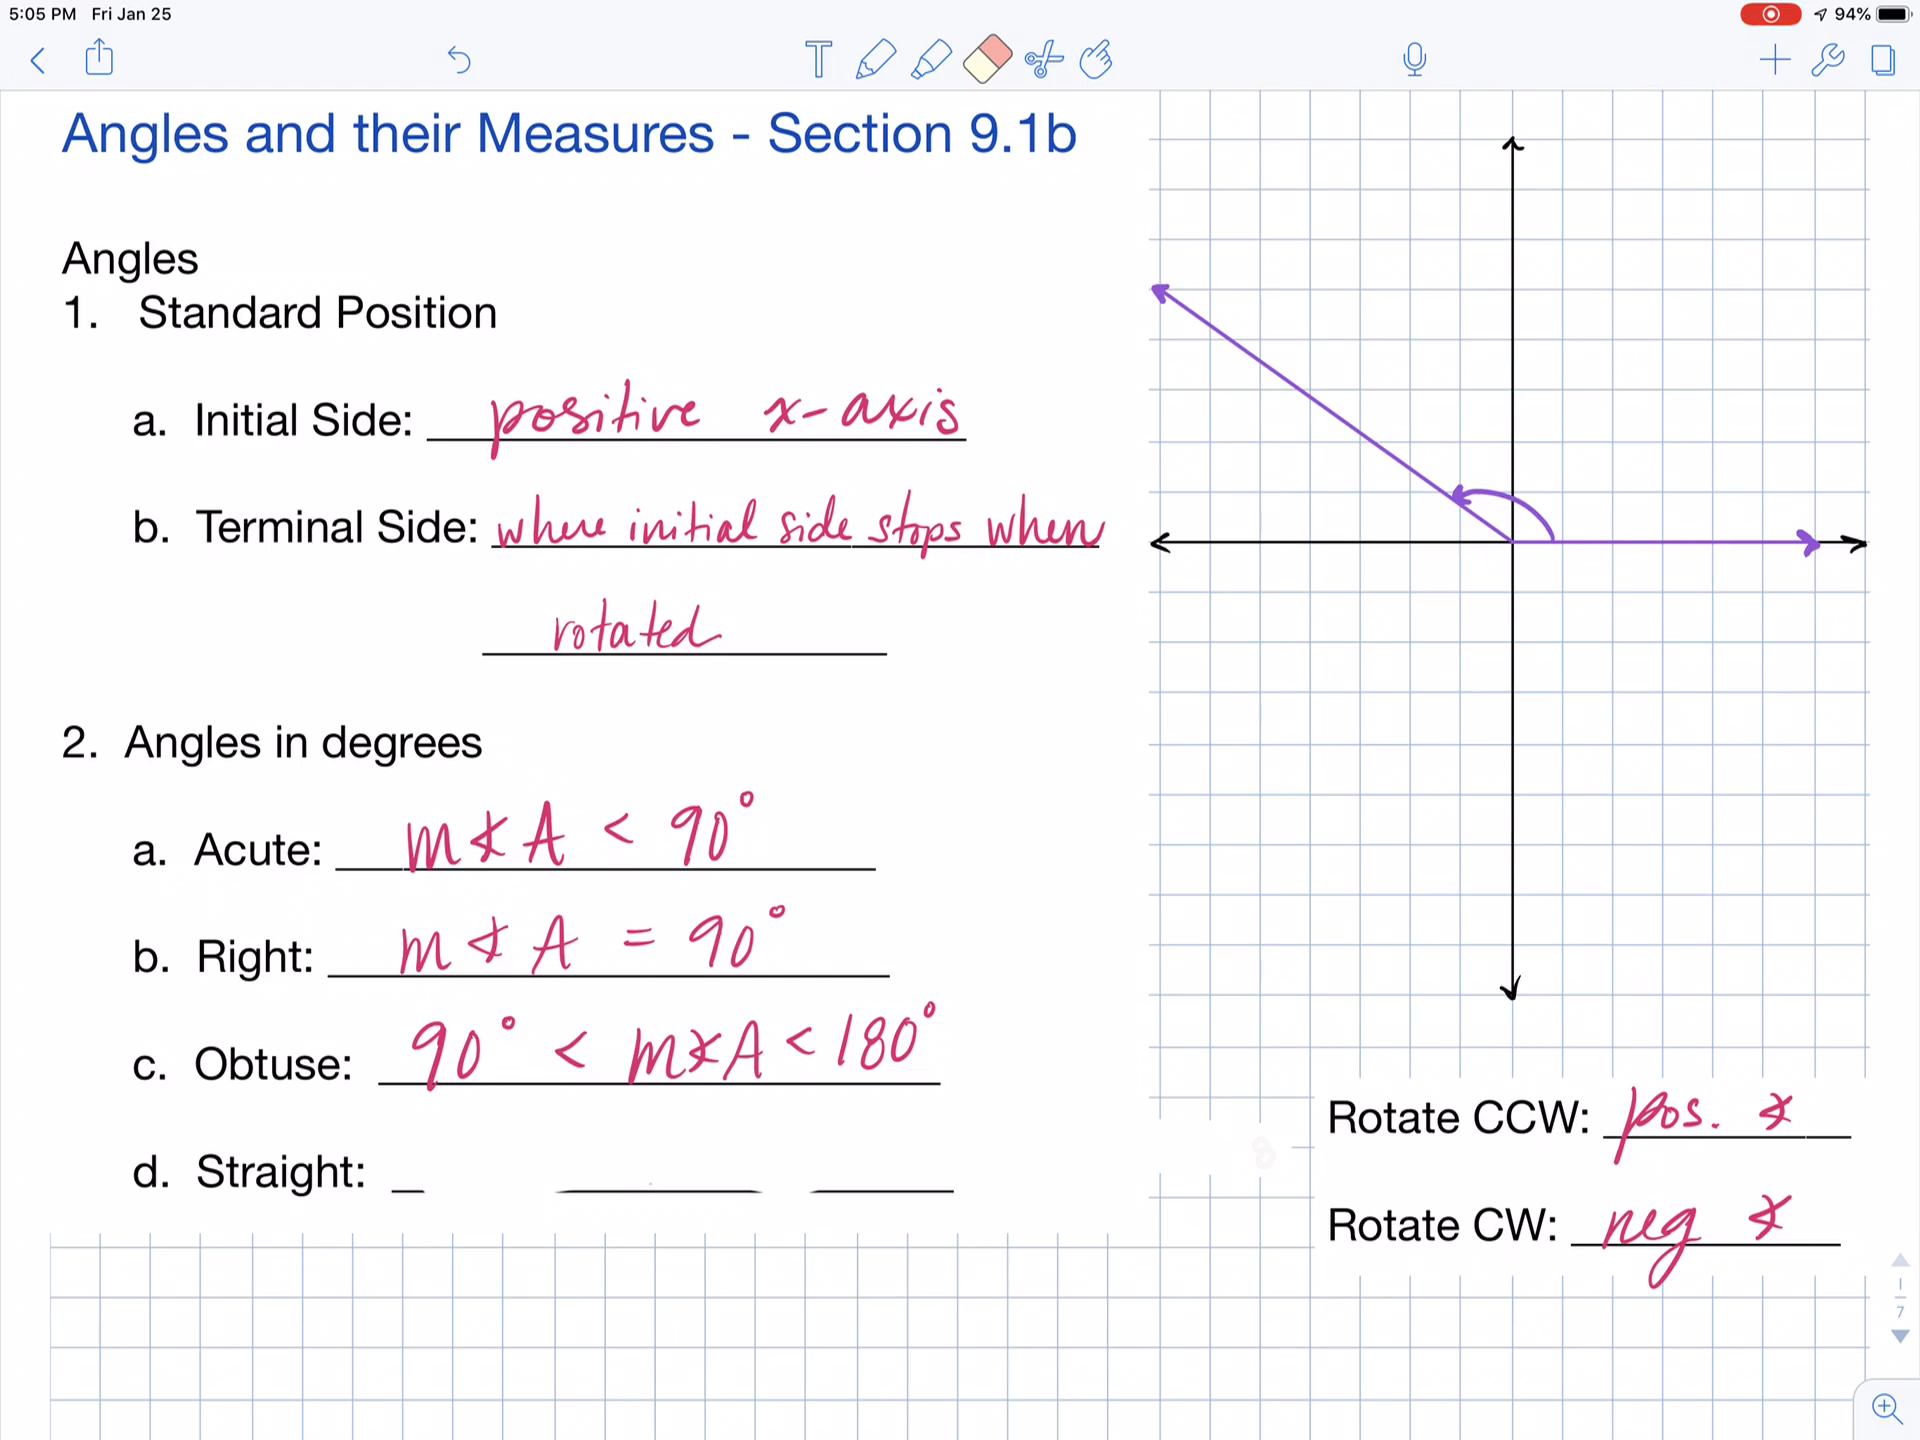 5:05 PM Fri Jan 25
94%
Angles and their Measures - Section 9.1b
Angles
1. Standard Position
a. Initial Side: positive x-axis
b. Terminal Side: where initial side stops when
rotated
2. Angles in degrees
a. Acute: m∡A < 90°
b. Right: m∡A = 90°
c. Obtuse: 90° < m∡A < 180°
d. Straight:
Rotate CCW: pos. ∡
Rotate CW: neg ∡
1
7